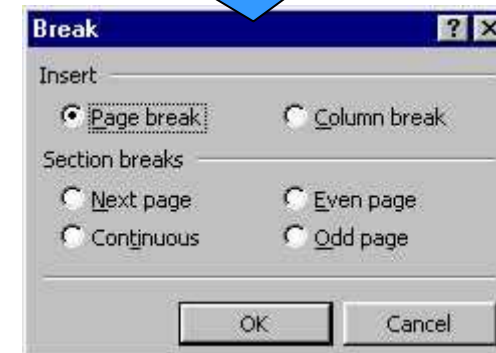 Break ? X
Insert
Page break Column break
Section breaks
Next page Even page
Continuous Odd page
OK Cancel